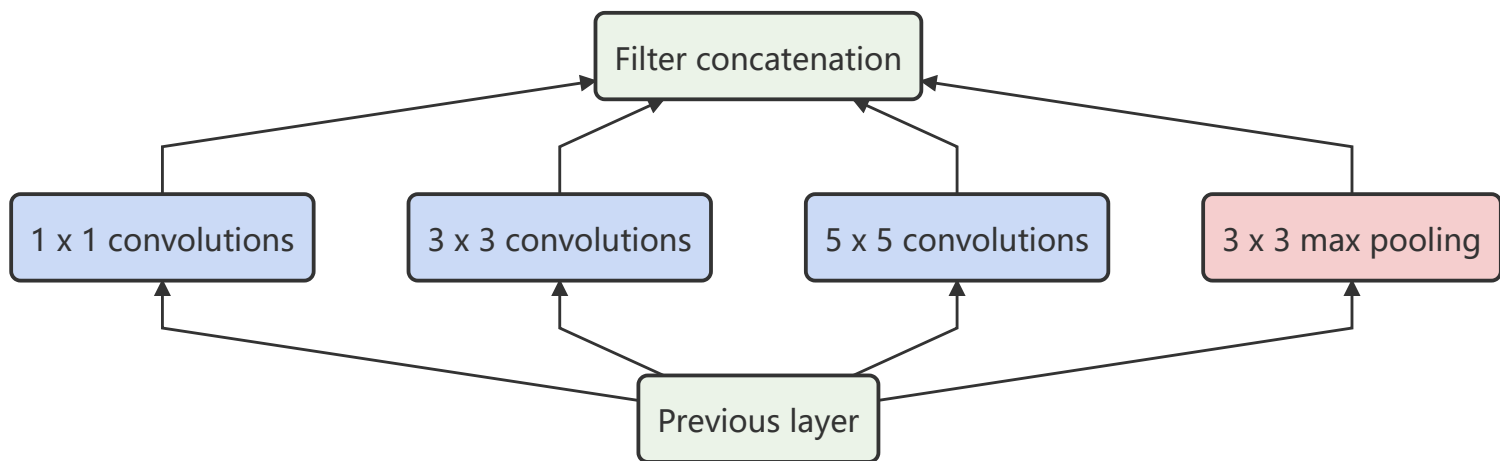 Filter concatenation
1 x 1 convolutions
3 x 3 convolutions
5 x 5 convolutions
3 x 3 max pooling
Previous layer